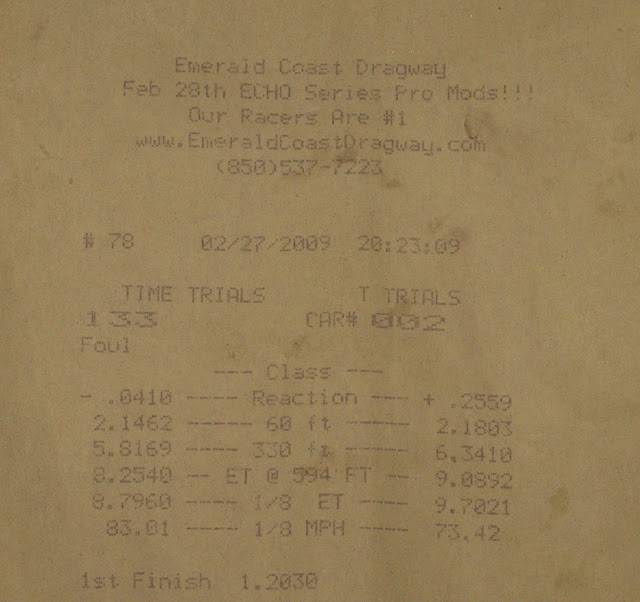 Emerald Coast Dragway
Feb 28th ECHO Series Pro Mods!!!
Our Racers Are #1
www.EmeraldCoastDragway.com
(850)537-7223
# 78 02/27/2009 20:23:09
TIME TRIALS T TRIALS
133 CAR# 002
Foul
--- Class ---
- .0410 ---- Reaction --- + .2559
2.1462 ----- 60 ft ----- 2.1803
5.8169 ---- 330 ft ----- 6.3410
8.2540 -- ET @ 594 FT -- 9.0892
8.7960 ---- 1/8 ET ---- 9.7021
83.01 ---- 1/8 MPH ---- 73.42
1st Finish 1.2030